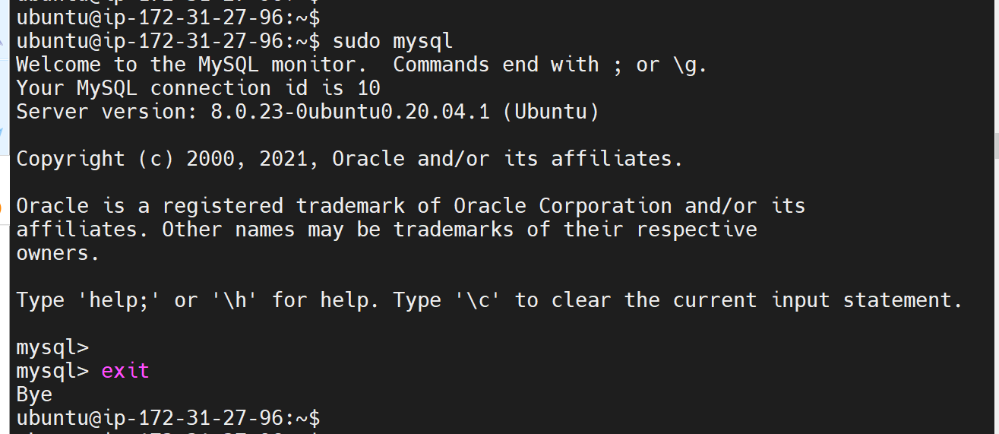 ubuntu@ip-172-31-27-96:~$
ubuntu@ip-172-31-27-96:~$ sudo mysql
Welcome to the MySQL monitor.  Commands end with ; or \g.
Your MySQL connection id is 10
Server version: 8.0.23-0ubuntu0.20.04.1 (Ubuntu)
Copyright (c) 2000, 2021, Oracle and/or its affiliates.
Oracle is a registered trademark of Oracle Corporation and/or its
affiliates. Other names may be trademarks of their respective
owners.
Type 'help;' or '\h' for help. Type '\c' to clear the current input statement.
mysql>
mysql> exit
Bye
ubuntu@ip-172-31-27-96:~$